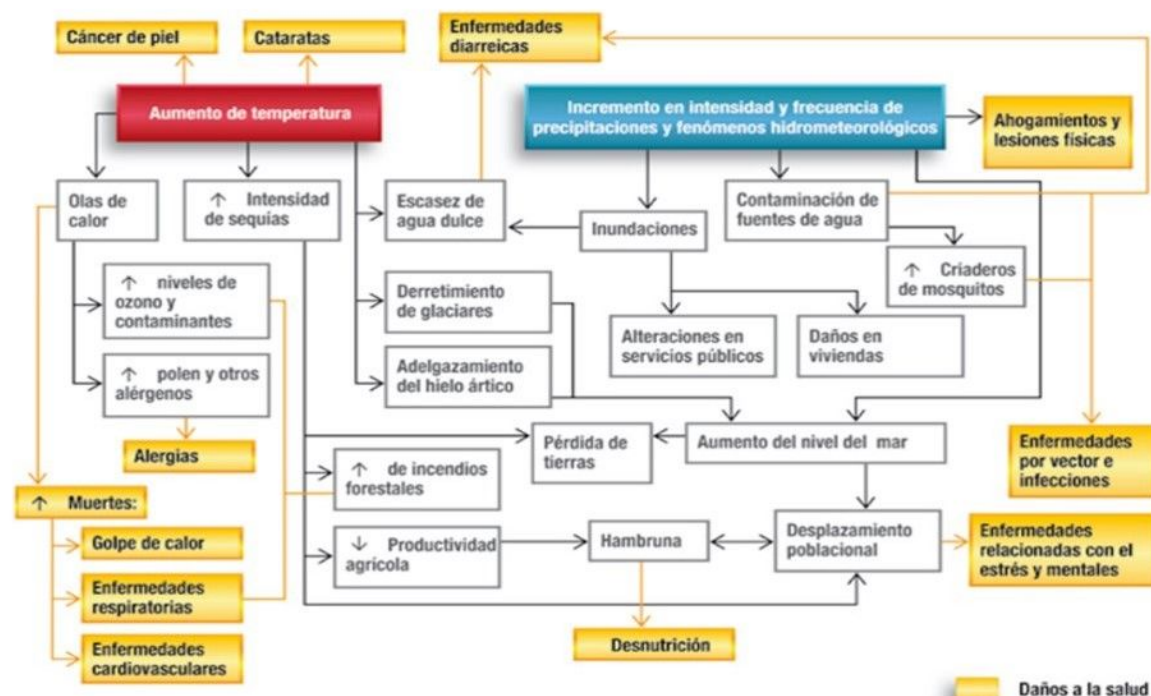 Cáncer de piel
Cataratas
Enfermedades
diarreicas
Aumento de temperatura
Incremento en intensidad y frecuencia de
precipitaciones y fenómenos hidrometeorológicos
Ahogamientos y
lesiones físicas
Olas de
calor
↑ Intensidad
de sequias
Escasez de
agua dulce
Inundaciones
Contaminación de
fuentes de agua
↑ niveles de
ozono y
contaminantes
Derretimiento
de glaciares
↑ Criaderos
de mosquitos
Alteraciones en
servicios públicos
Daños en
viviendas
↑ polen y otros
alérgenos
Adelgazamiento
del hielo ártico
Alergias
Pérdida de
tierras
Aumento del nivel del mar
Enfermedades
por vector e
infecciones
↑ de incendios
forestales
↑ Muertes:
Golpe de calor
↓ Productividad
agrícola
Hambruna
Desplazamiento
poblacional
Enfermedades
relacionadas con el
estrés y mentales
Enfermedades
respiratorias
Enfermedades
cardiovasculares
Desnutrición
Daños a la salud